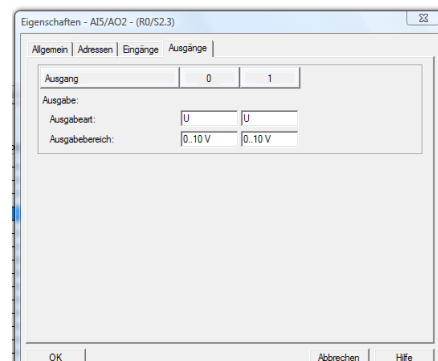 Eigenschaften - AI5/AO2 - (R0/S2.3)
Allgemein Adressen Eingänge Ausgänge
Ausgang 0 1
Ausgabe:
Ausgabeart: U U
Ausgabebereich: 0..10 V 0..10 V
OK Abbrechen Hilfe